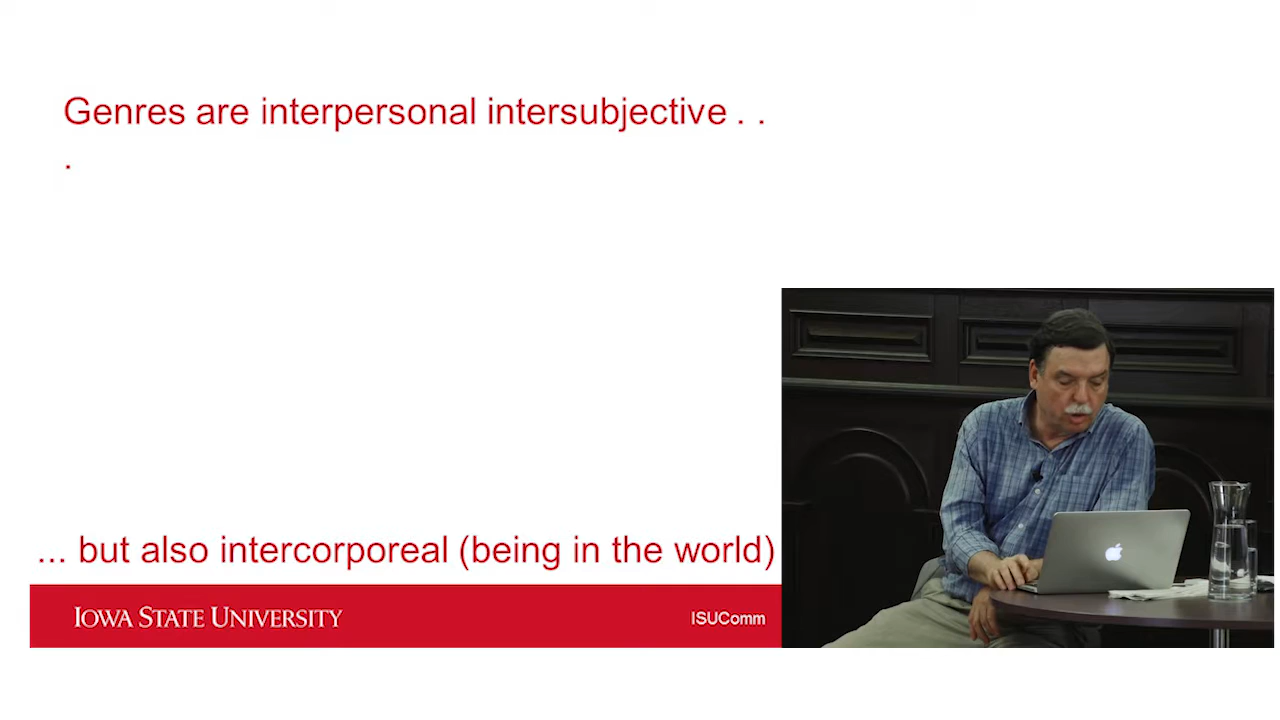 Genres are interpersonal intersubjective . .
.
... but also intercorporeal (being in the world)
IOWA STATE UNIVERSITY
ISUComm